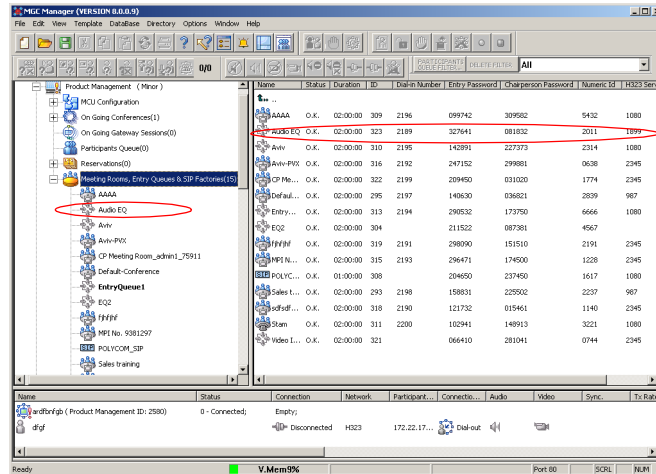 MGC Manager (VERSION 8.0.0.9)
File Edit View Template DataBase Directory Options Window Help
0/0 PARTICIPANTS QUEUE FILTER... DELETE FILTER All
Product Management ( Minor )
MCU Configuration
On Going Conferences(1)
On Going Gateway Sessions(0)
Participants Queue(0)
Reservations(0)
Meeting Rooms, Entry Queues & SIP Factories(15)
AAAA
Audio EQ
Aviv
Aviv-PVX
CP Meeting Room_admin1_75911
Default-Conference
EntryQueue1
EQ2
fjhfjhf
MPI No. 9381297
SIP POLYCOM_SIP
Sales training
Name Status Duration ID Dial-in Number Entry Password Chairperson Password Numeric Id H323 Serv
..
AAAA O.K. 02:00:00 309 2196 099742 309582 5432 1080
Audio EQ O.K. 02:00:00 323 2189 327641 081832 2011 1899
Aviv O.K. 02:00:00 310 2195 142891 227373 2314 1080
Aviv-PVX O.K. 02:00:00 316 2192 247152 299881 0638 2345
CP Me... O.K. 02:00:00 322 2199 209450 031020 1774 2345
Defaul... O.K. 02:00:00 295 2197 140630 036821 2839 987
Entry... O.K. 02:00:00 313 2194 290532 173750 6666 1080
EQ2 O.K. 02:00:00 304 211522 087381 4567
fjhfjhf O.K. 02:00:00 319 2191 298090 151510 2191 2345
MPI N... O.K. 02:00:00 315 2193 296471 174500 1228 2345
SIP POLYC... O.K. 01:00:00 308 204650 237450 1617 1080
Sales t... O.K. 02:00:00 293 2198 158831 225502 2237 987
sdfsdf... O.K. 02:00:00 318 2190 121732 015461 1140 2345
Stam O.K. 02:00:00 311 2200 102941 148913 3221 1080
Video I... O.K. 02:00:00 321 066410 281041 0744 2345
Name Status Connection Network Participant... Connectio... Audio Video Sync. Tx Rate
ardfbnfgb ( Product Management ID: 2580) 0 - Connected; Empty;
dfgf Disconnected H323 172.22.17... Dial-out
Ready V.Mem9% Port 80 SCRL NUM